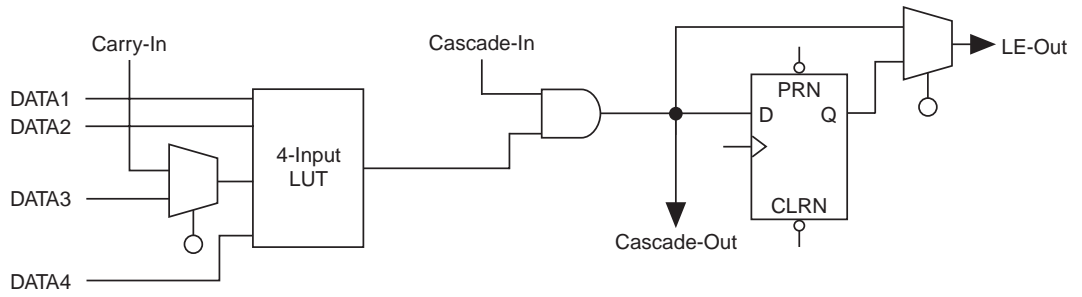 Carry-In
Cascade-In
LE-Out
DATA1
DATA2
PRN
D
Q
4-Input
LUT
DATA3
CLRN
Cascade-Out
DATA4